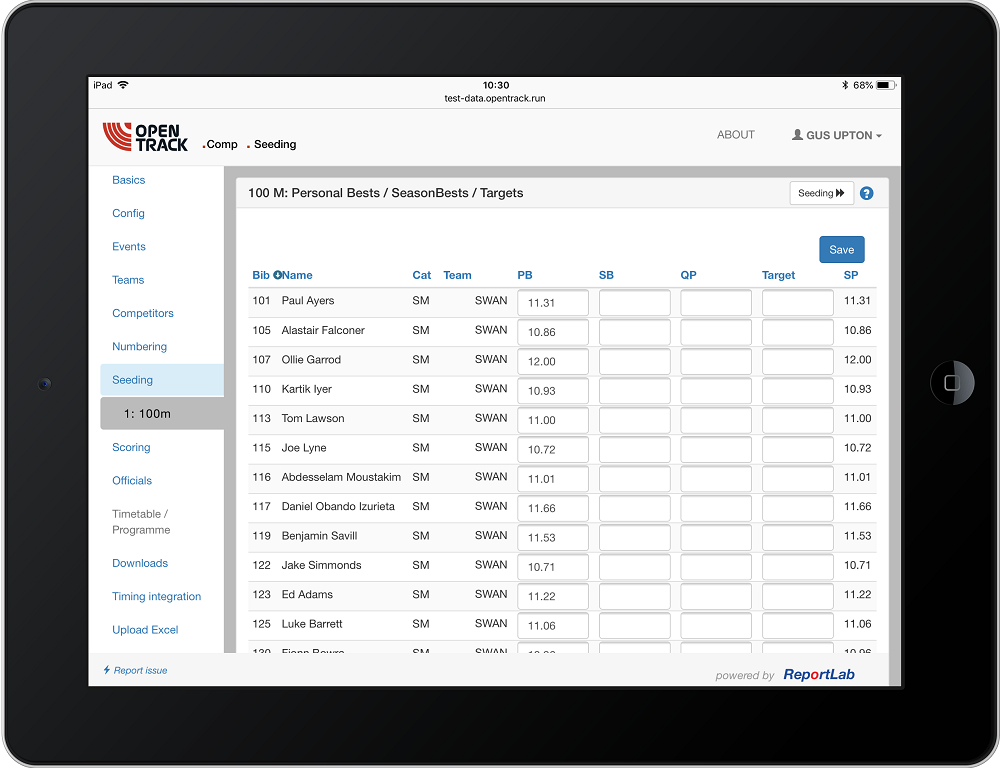 iPad 10:30 68%
test-data.opentrack.run
OPEN TRACK .Comp . Seeding ABOUT GUS UPTON
Basics
Config
Events
Teams
Competitors
Numbering
Seeding
1: 100m
Scoring
Officials
Timetable /
Programme
Downloads
Timing integration
Upload Excel
100 M: Personal Bests / SeasonBests / Targets Seeding ?
Save
Bib Name Cat Team PB SB QP Target SP
101 Paul Ayers SM SWAN 11.31 11.31
105 Alastair Falconer SM SWAN 10.86 10.86
107 Ollie Garrod SM SWAN 12.00 12.00
110 Kartik Iyer SM SWAN 10.93 10.93
113 Tom Lawson SM SWAN 11.00 11.00
115 Joe Lyne SM SWAN 10.72 10.72
116 Abdesselam Moustakim SM SWAN 11.01 11.01
117 Daniel Obando Izurieta SM SWAN 11.66 11.66
119 Benjamin Savill SM SWAN 11.53 11.53
122 Jake Simmonds SM SWAN 10.71 10.71
123 Ed Adams SM SWAN 11.22 11.22
125 Luke Barrett SM SWAN 11.06 11.06
SM SWAN
Report issue powered by ReportLab